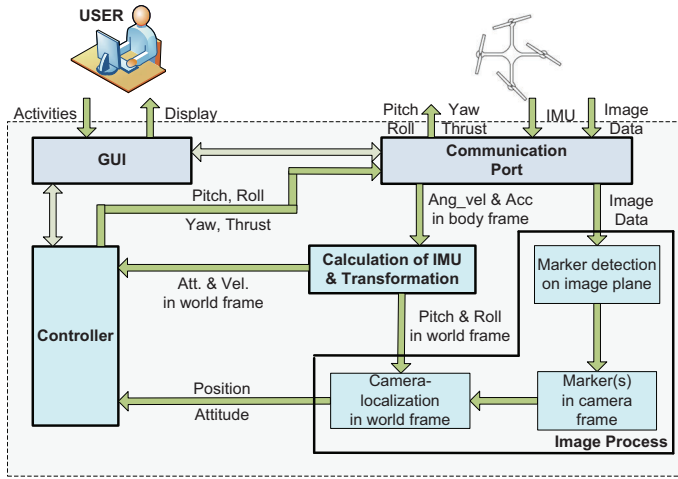 USER
Activities
Display
Pitch
Roll
Yaw
Thrust
IMU
Image
Data
GUI
Communication
Port
Pitch, Roll
Yaw, Thrust
Ang_vel & Acc
in body frame
Image
Data
Controller
Calculation of IMU
& Transformation
Att. & Vel.
in world frame
Marker detection
on image plane
Pitch & Roll
in world frame
Position
Attitude
Camera-
localization
in world frame
Marker(s)
in camera
frame
Image Process